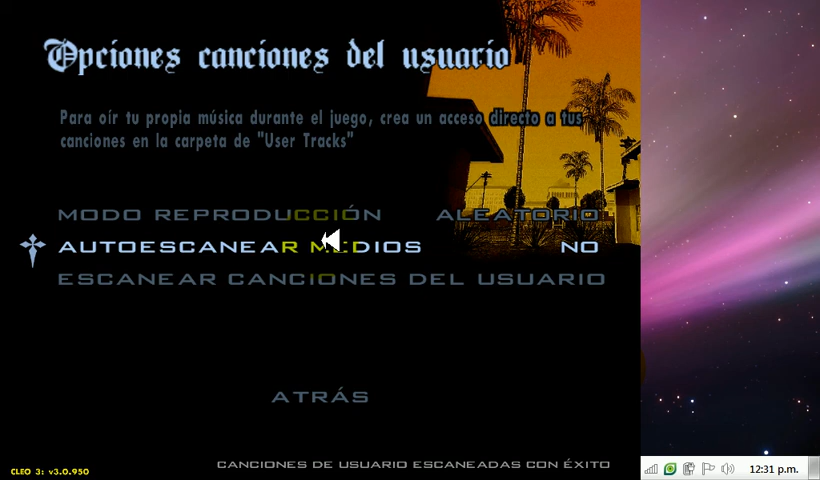 Opciones canciones del usuario
Para oír tu propia música durante el juego, crea un acceso directo a tus
canciones en la carpeta de "User Tracks"
MODO REPRODUCCIÓN ALEATORIO
AUTOESCANEAR MEDIOS NO
ESCANEAR CANCIONES DEL USUARIO
ATRÁS
CANCIONES DE USUARIO ESCANEADAS CON ÉXITO
CLEO 3: v3.0.950
12:31 p.m.